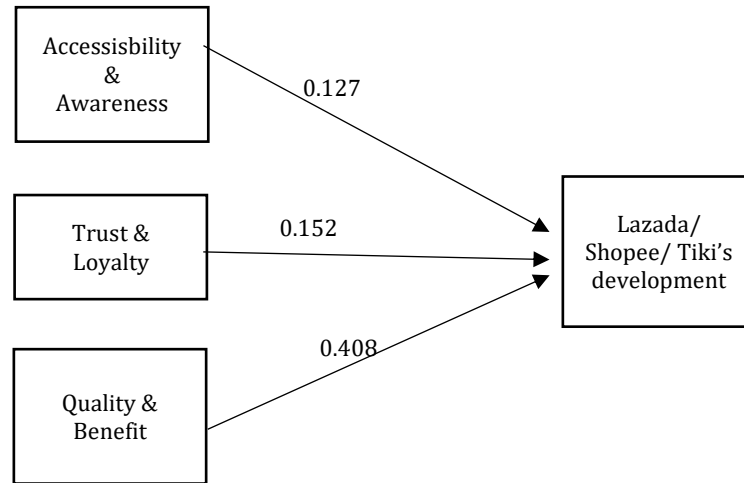 Accessisbility
&
Awareness
0.127
Trust &
Loyalty
0.152
Lazada/
Shopee/ Tiki’s
development
0.408
Quality &
Benefit